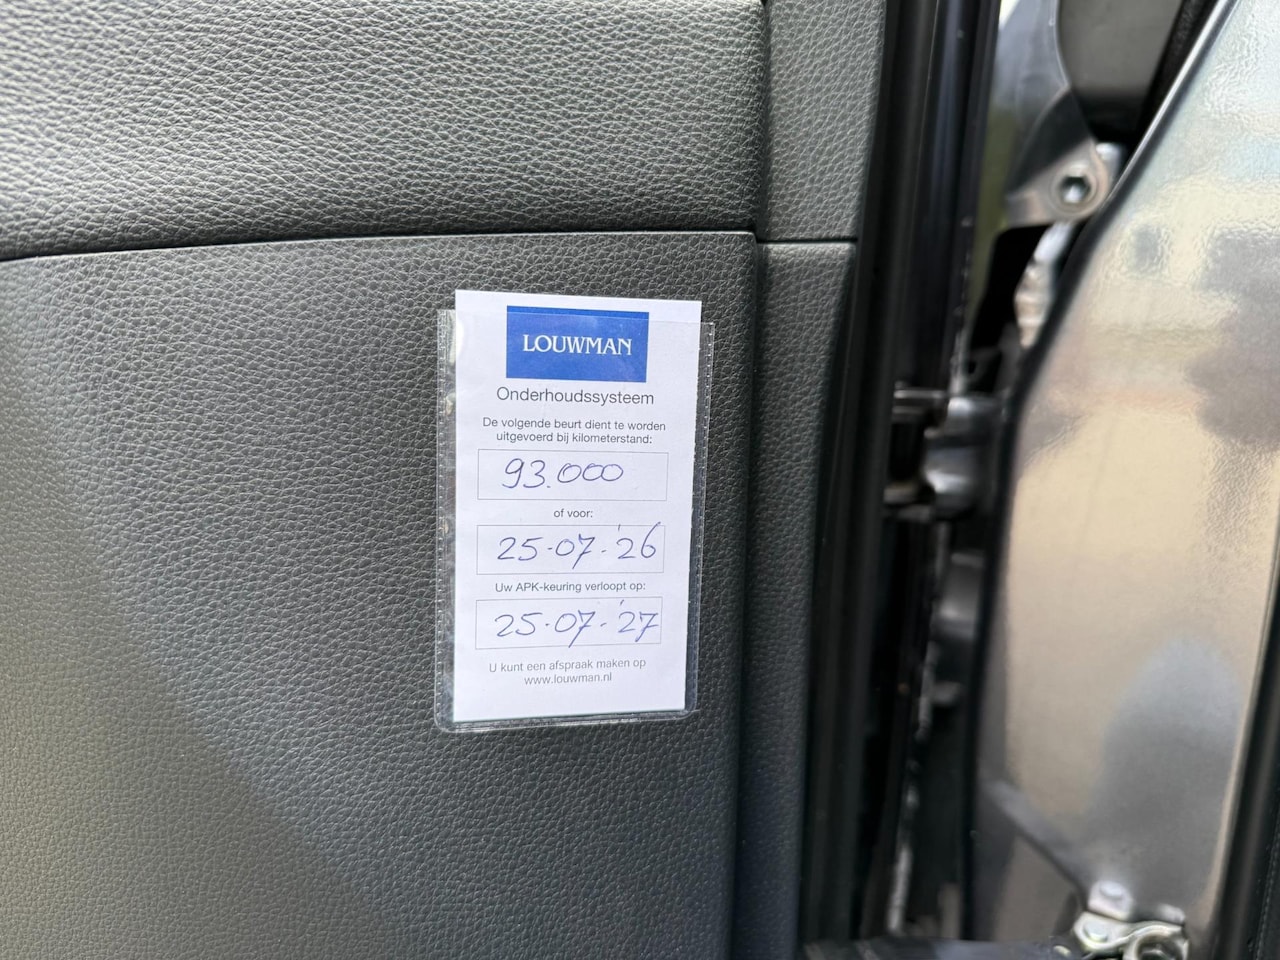 LOUWMAN
Onderhoudssysteem
De volgende beurt dient te worden
uitgevoerd bij kilometerstand:
93.000
of voor:
25-07-'26
Uw APK-keuring verloopt op:
25-07-'27
U kunt een afspraak maken op
www.louwman.nl